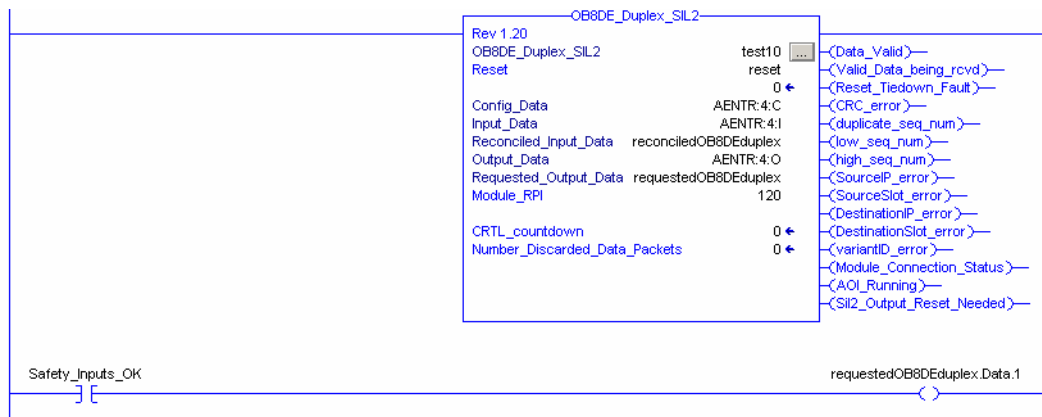 OB8DE_Duplex_SIL2
Rev 1.20
OB8DE_Duplex_SIL2 test10 ... (Data_Valid)
Reset reset (Valid_Data_being_rcvd)
0 (Reset_Tiedown_Fault)
Config_Data AENTR:4:C (CRC_error)
Input_Data AENTR:4:I (duplicate_seq_num)
Reconciled_Input_Data reconciledOB8DEduplex (low_seq_num)
Output_Data AENTR:4:O (high_seq_num)
Requested_Output_Data requestedOB8DEduplex (SourceIP_error)
Module_RPI 120 (SourceSlot_error)
(DestinationIP_error)
CRTL_countdown 0 (DestinationSlot_error)
Number_Discarded_Data_Packets 0 (variantID_error)
(Module_Connection_Status)
(AOI_Running)
(Sil2_Output_Reset_Needed)
Safety_Inputs_OK requestedOB8DEduplex.Data.1